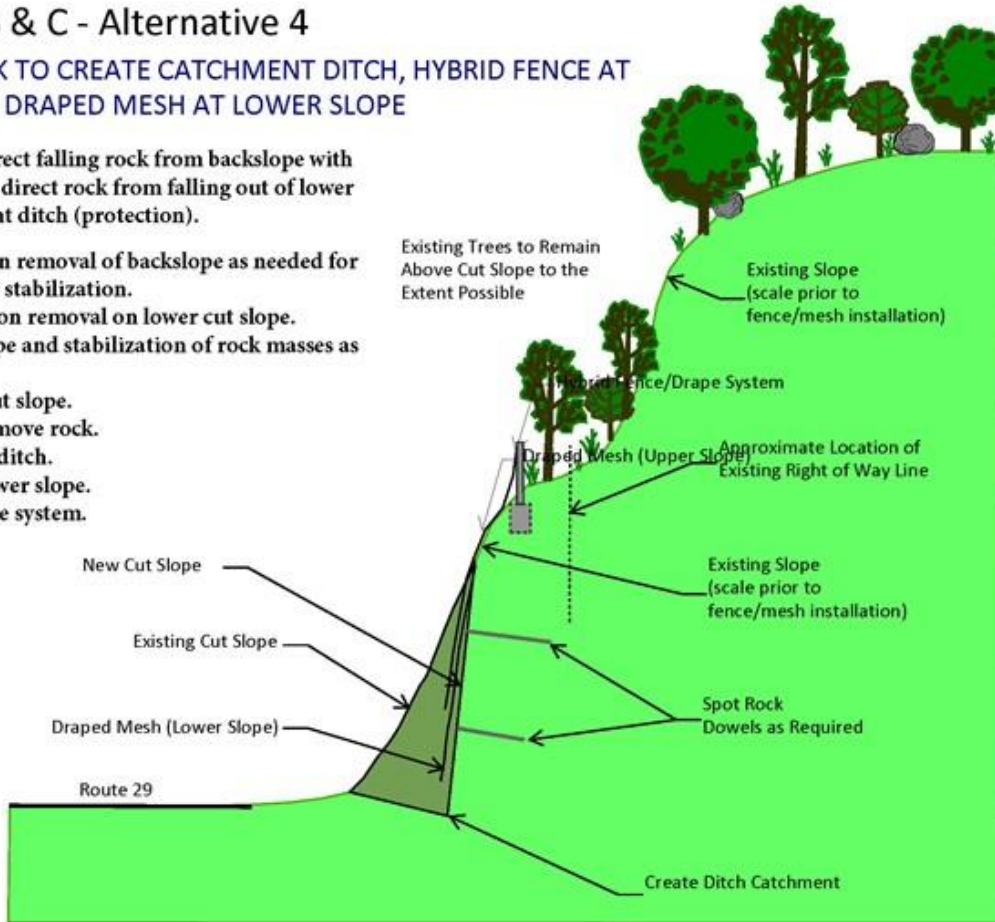 & C - Alternative 4
K TO CREATE CATCHMENT DITCH, HYBRID FENCE AT
DRAPED MESH AT LOWER SLOPE
rect falling rock from backslope with
direct rock from falling out of lower
nt ditch (protection).
on removal of backslope as needed for
stabilization.
on removal on lower cut slope.
pe and stabilization of rock masses as
ut slope.
move rock.
ditch.
wer slope.
e system.
Existing Trees to Remain
Above Cut Slope to the
Extent Possible
Existing Slope
(scale prior to
fence/mesh installation)
Hybrid Fence/Drape System
Draped Mesh (Upper Slope)
Approximate Location of
Existing Right of Way Line
New Cut Slope
Existing Slope
(scale prior to
fence/mesh installation)
Existing Cut Slope
Spot Rock
Dowels as Required
Draped Mesh (Lower Slope)
Route 29
Create Ditch Catchment